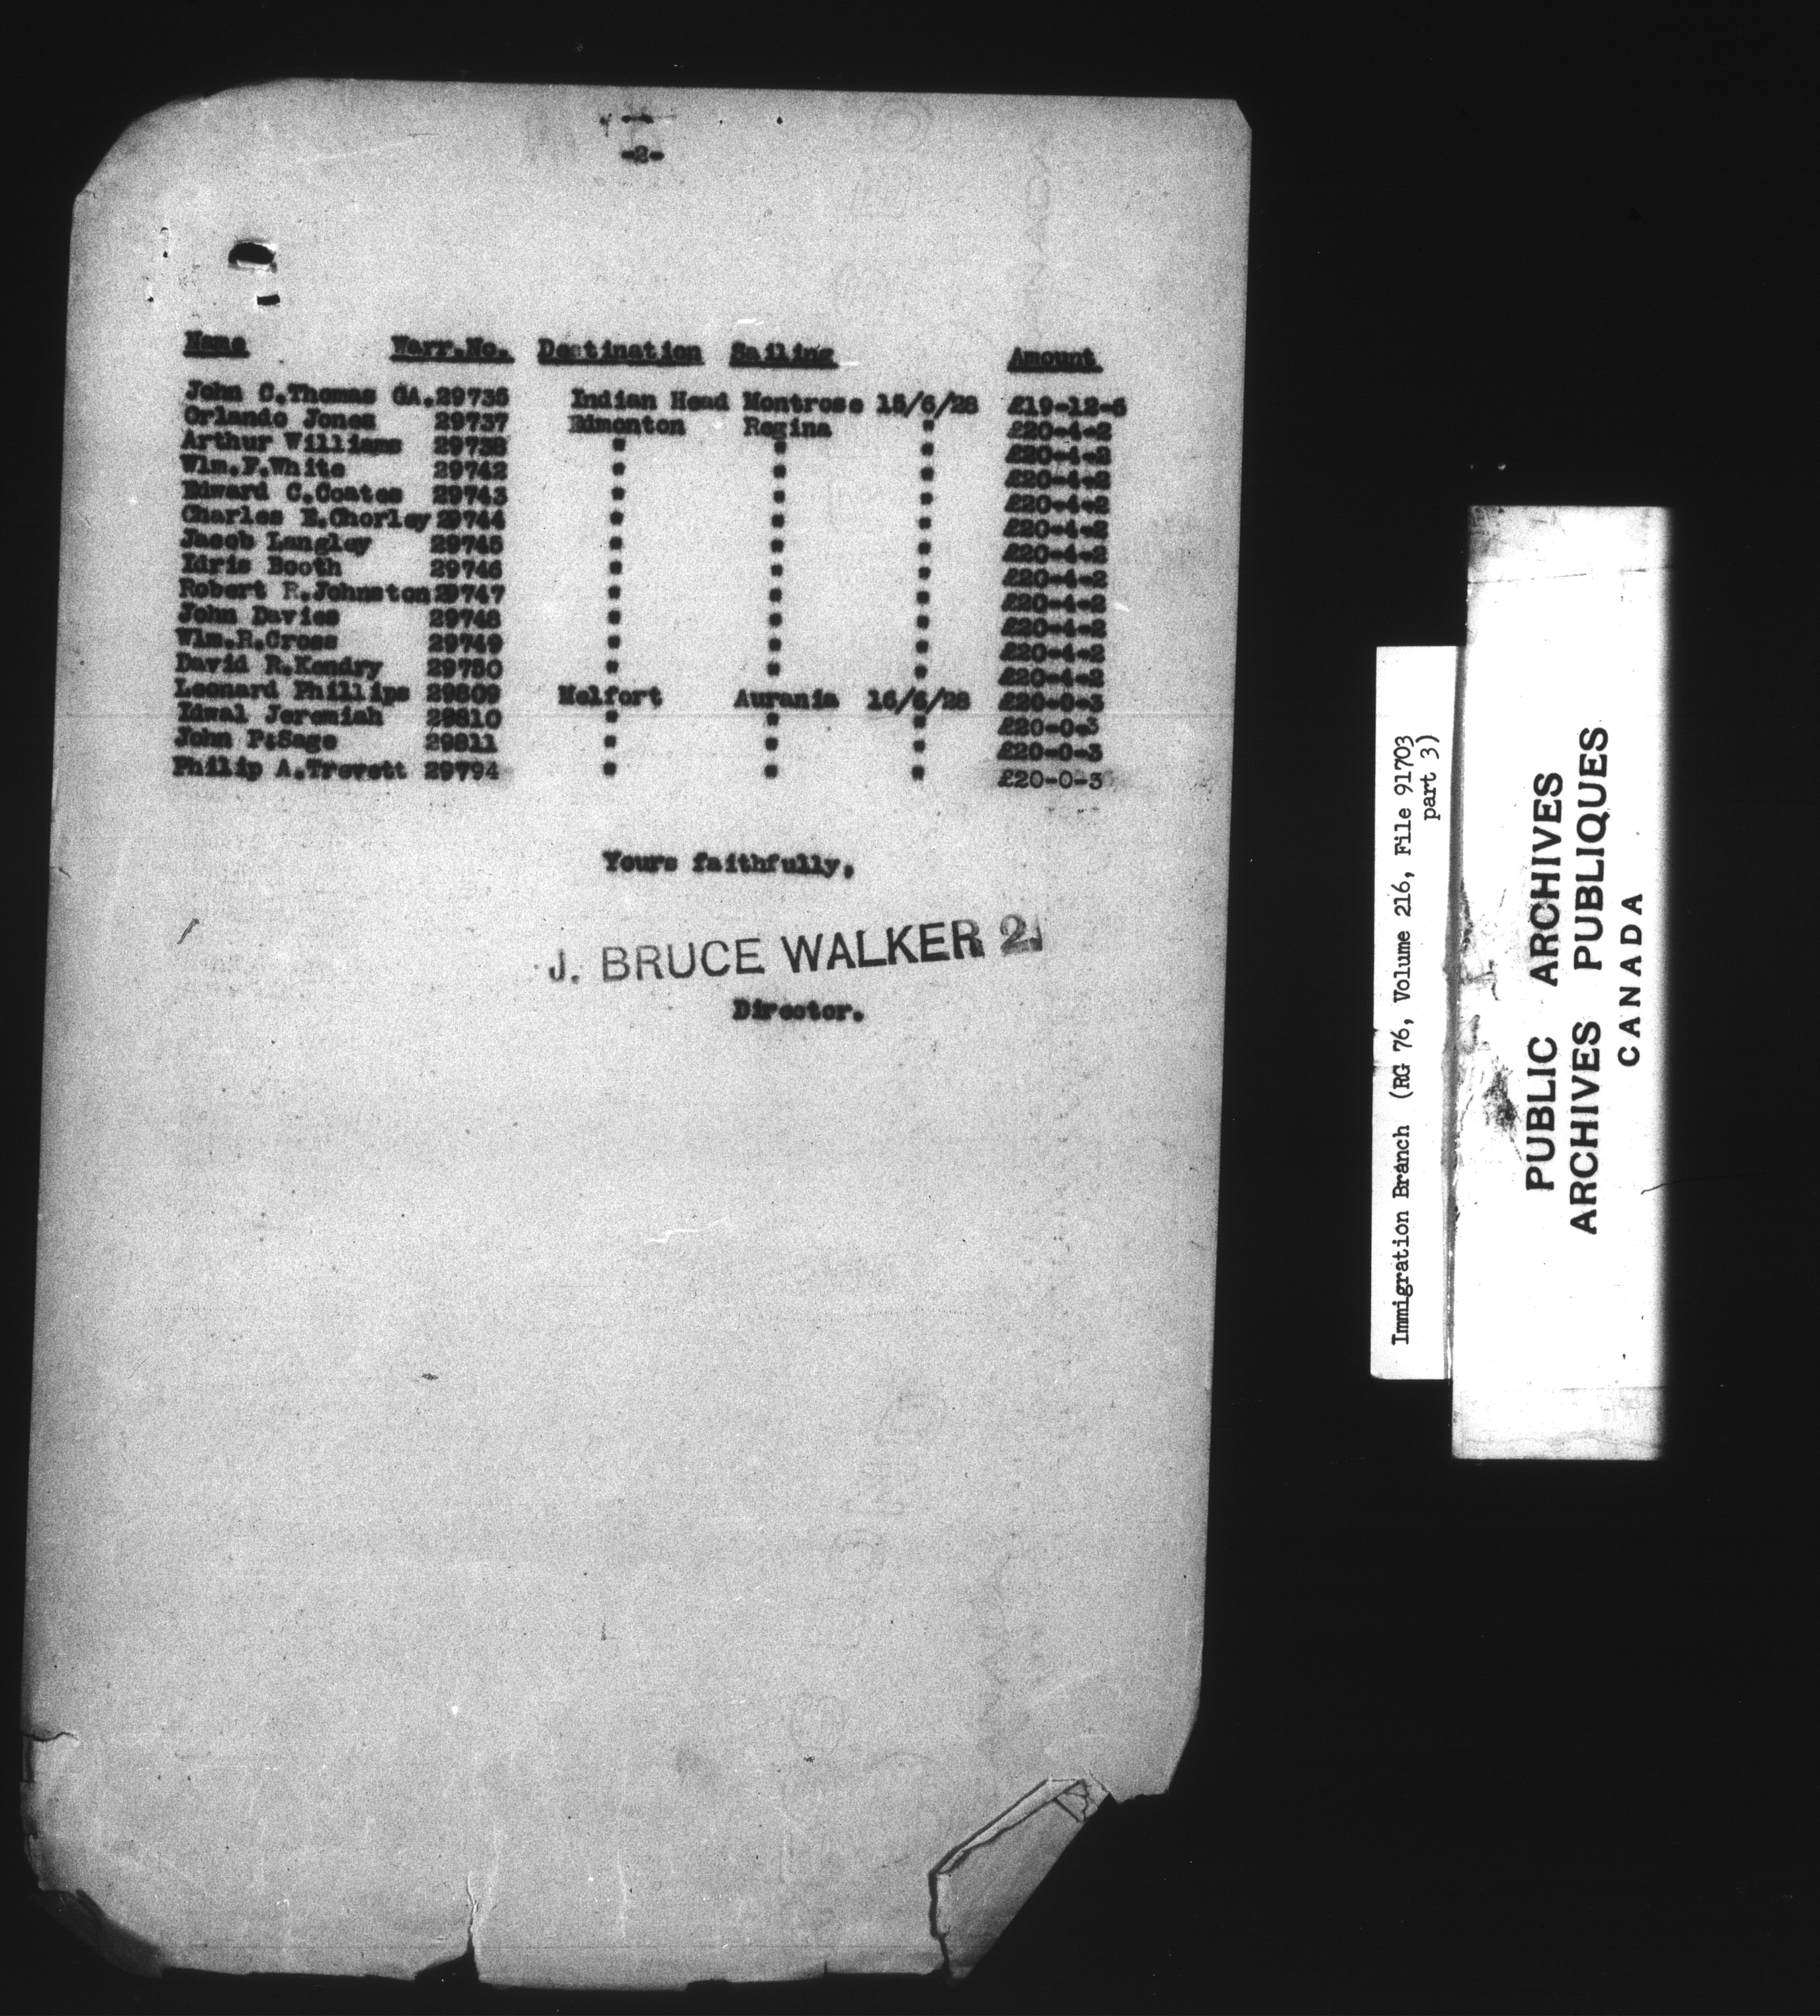 -2-
Name Warr.No. Destination Sailing Amount
John C.Thomas CA.29735 Indian Head Montrose 15/6/28 £19-12-6
Orlando Jones 29737 Edmonton Regina " £20-4-2
Arthur Williams 29738 " " " £20-4-2
Wlm.F.White 29742 " " " £20-4-2
Edward C.Coates 29743 " " " £20-4-2
Charles E.Chorley 29744 " " " £20-4-2
Jacob Langley 29745 " " " £20-4-2
Idris Booth 29746 " " " £20-4-2
Robert R.Johnston 29747 " " " £20-4-2
John Davies 29748 " " " £20-4-2
Wlm.R.Cross 29749 " " " £20-4-2
David R.Kendry 29750 " " " £20-4-2
Leonard Phillips 29809 Melfort Aurania 16/6/28 £20-0-3
Idwal Jeremiah 29810 " " " £20-0-3
John P:Sage 29811 " " " £20-0-3
Philip A.Trevett 29794 " " " £20-0-3
Yours faithfully,
J. BRUCE WALKER 2
Director.
Immigration Branch (RG 76, Volume 216, File 91703
part 3)
PUBLIC ARCHIVES
ARCHIVES PUBLIQUES
CANADA